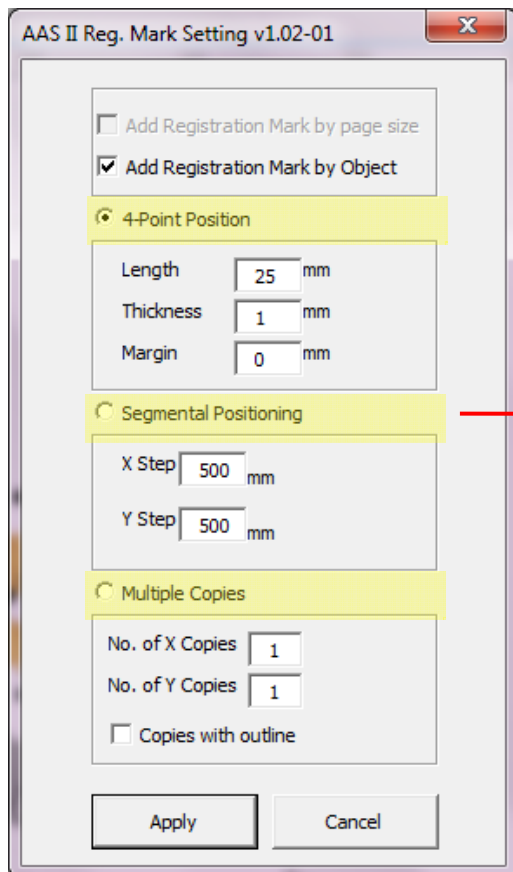 AAS II Reg. Mark Setting v1.02-01
Add Registration Mark by page size
Add Registration Mark by Object
4-Point Position
Length 25 mm
Thickness 1 mm
Margin 0 mm
Segmental Positioning
X Step 500 mm
Y Step 500 mm
Multiple Copies
No. of X Copies 1
No. of Y Copies 1
Copies with outline
Apply Cancel